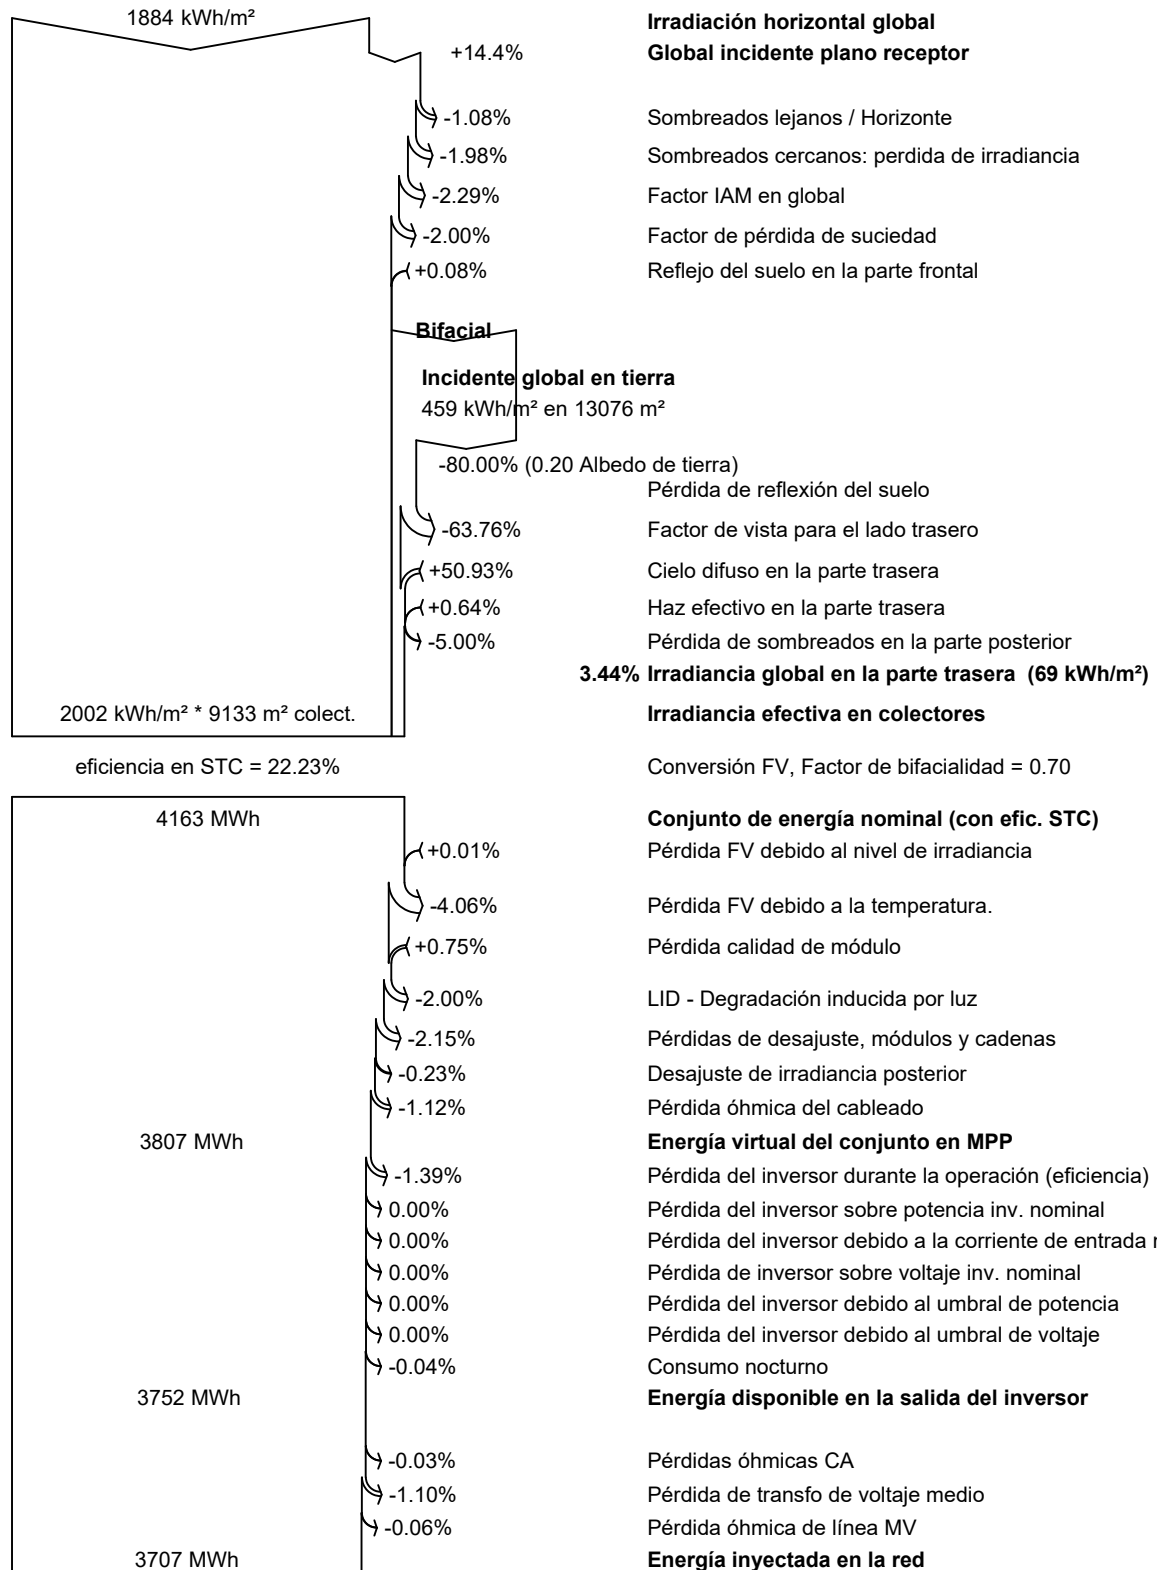 1884 kWh/m² Irradiación horizontal global
+14.4% Global incidente plano receptor
-1.08% Sombreados lejanos / Horizonte
-1.98% Sombreados cercanos: perdida de irradiancia
-2.29% Factor IAM en global
-2.00% Factor de pérdida de suciedad
+0.08% Reflejo del suelo en la parte frontal
Bifacial
Incidente global en tierra
459 kWh/m² en 13076 m²
-80.00% (0.20 Albedo de tierra)
Pérdida de reflexión del suelo
-63.76% Factor de vista para el lado trasero
+50.93% Cielo difuso en la parte trasera
+0.64% Haz efectivo en la parte trasera
-5.00% Pérdida de sombreados en la parte posterior
3.44% Irradiancia global en la parte trasera (69 kWh/m²)
2002 kWh/m² * 9133 m² colect. Irradiancia efectiva en colectores
eficiencia en STC = 22.23% Conversión FV, Factor de bifacialidad = 0.70
4163 MWh Conjunto de energía nominal (con efic. STC)
+0.01% Pérdida FV debido al nivel de irradiancia
-4.06% Pérdida FV debido a la temperatura.
+0.75% Pérdida calidad de módulo
-2.00% LID - Degradación inducida por luz
-2.15% Pérdidas de desajuste, módulos y cadenas
-0.23% Desajuste de irradiancia posterior
-1.12% Pérdida óhmica del cableado
3807 MWh Energía virtual del conjunto en MPP
-1.39% Pérdida del inversor durante la operación (eficiencia)
0.00% Pérdida del inversor sobre potencia inv. nominal
0.00% Pérdida del inversor debido a la corriente de entrada
0.00% Pérdida de inversor sobre voltaje inv. nominal
0.00% Pérdida del inversor debido al umbral de potencia
0.00% Pérdida del inversor debido al umbral de voltaje
-0.04% Consumo nocturno
3752 MWh Energía disponible en la salida del inversor
-0.03% Pérdidas óhmicas CA
-1.10% Pérdida de transfo de voltaje medio
-0.06% Pérdida óhmica de línea MV
3707 MWh Energía inyectada en la red